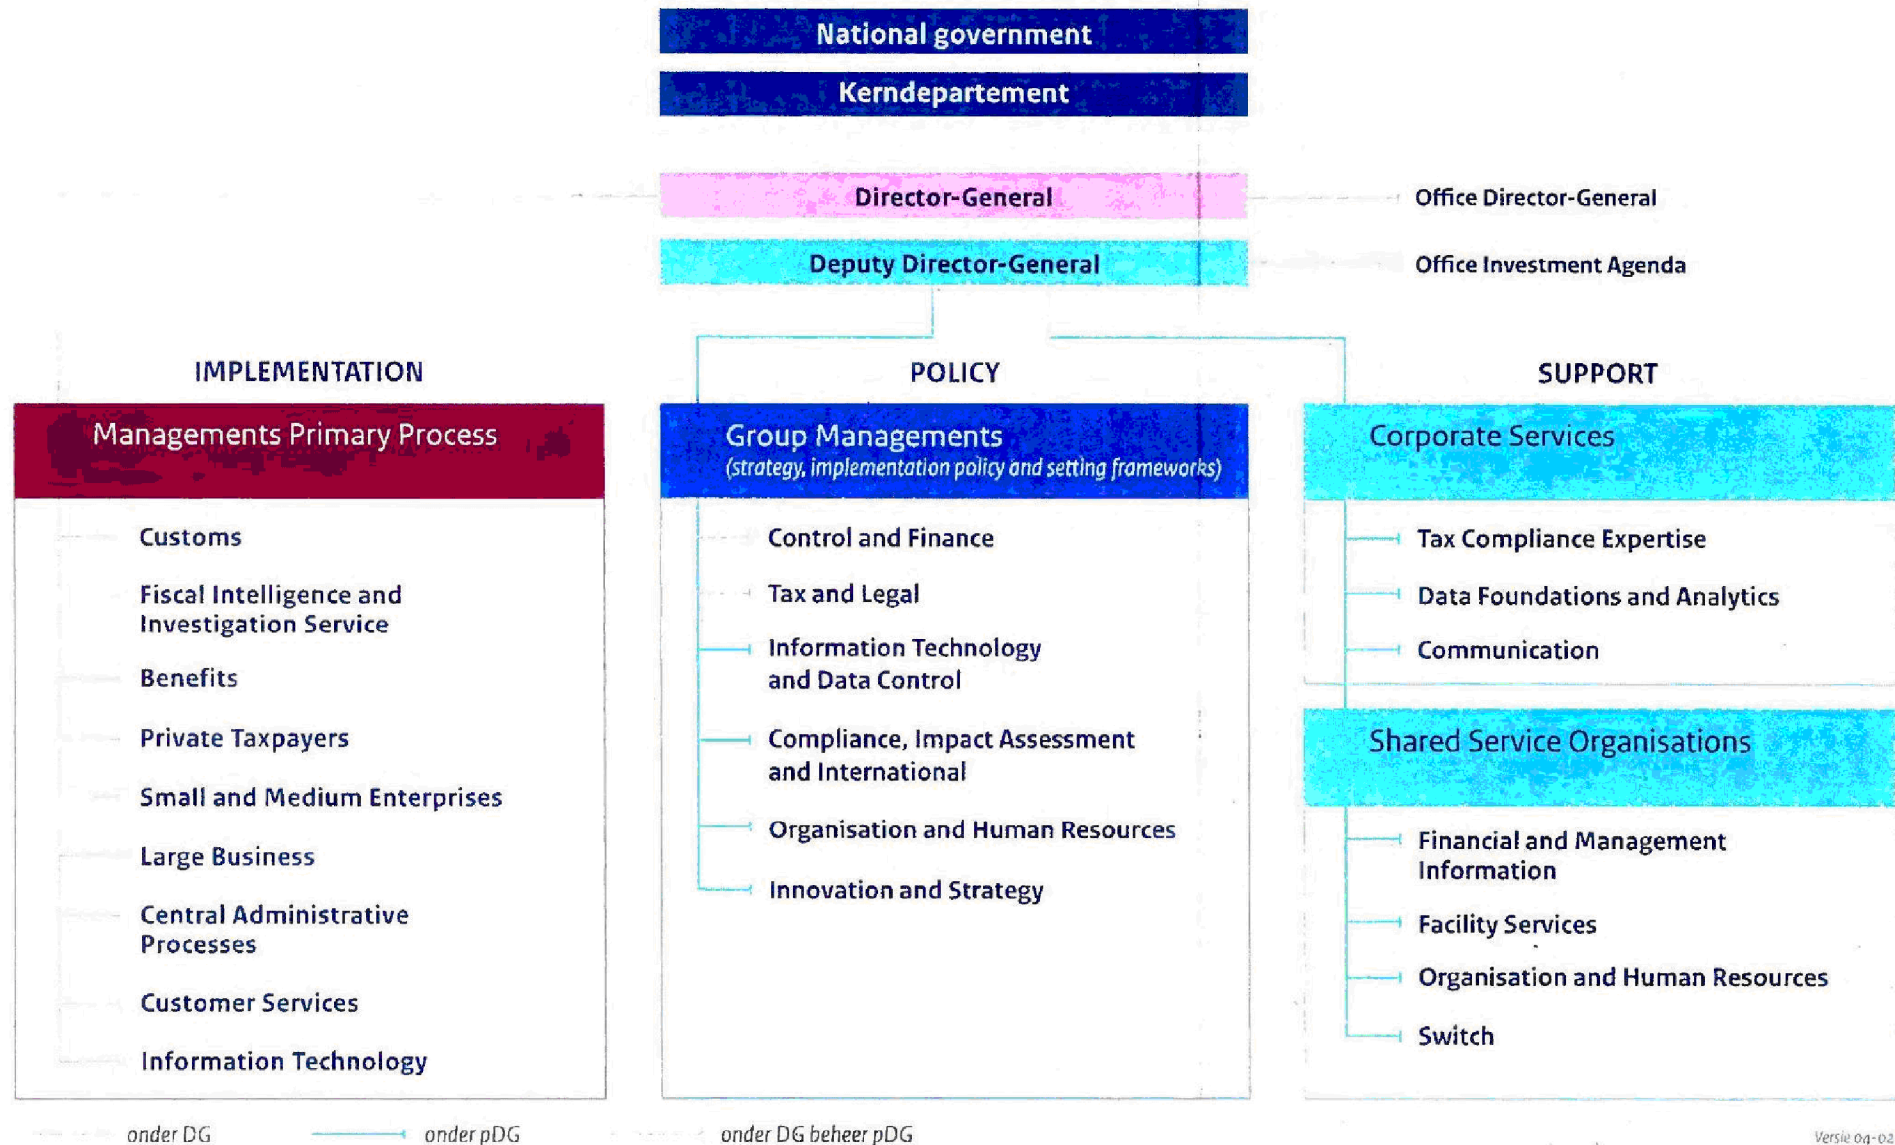 National government
Kerndepartement
Director-General
Office Director-General
Deputy Director-General
Office Investment Agenda
IMPLEMENTATION
Managements Primary Process
Customs
Fiscal Intelligence and
Investigation Service
Benefits
Private Taxpayers
Small and Medium Enterprises
Large Business
Central Administrative
Processes
Customer Services
Information Technology
POLICY
Group Managements
(strategy, implementation policy and setting frameworks)
Control and Finance
Tax and Legal
Information Technology
and Data Control
Compliance, Impact Assessment
and International
Organisation and Human Resources
Innovation and Strategy
SUPPORT
Corporate Services
Tax Compliance Expertise
Data Foundations and Analytics
Communication
Shared Service Organisations
Financial and Management
Information
Facility Services
Organisation and Human Resources
Switch
onder DG
onder pDG
onder DG beheer pDG
Versie 04-02